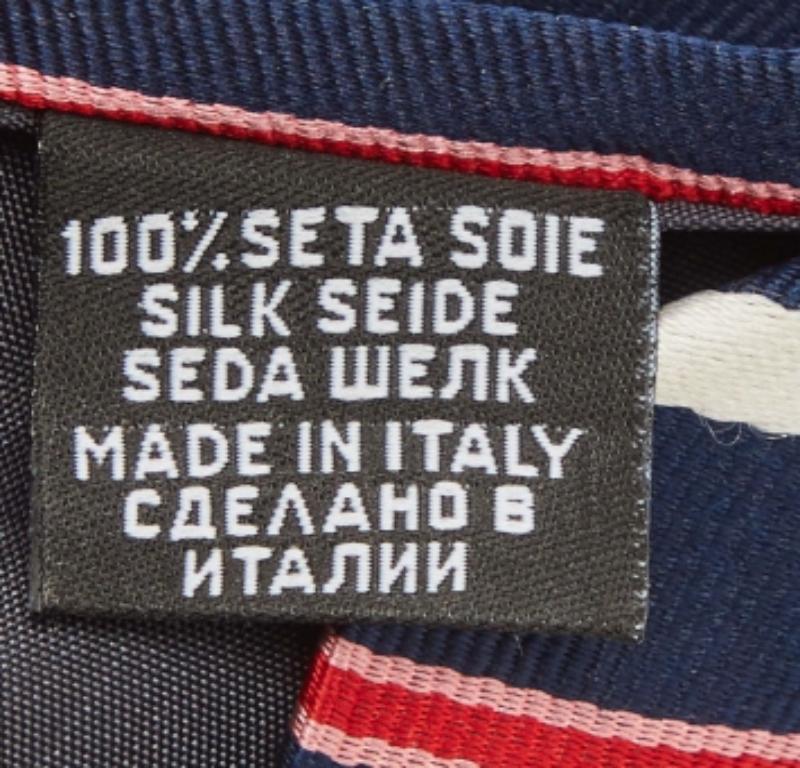 100% SETA SOIE
SILK SEIDE
SEDA ШЕЛК
MADE IN ITALY
СДЕЛАНО В
ИТАЛИИ